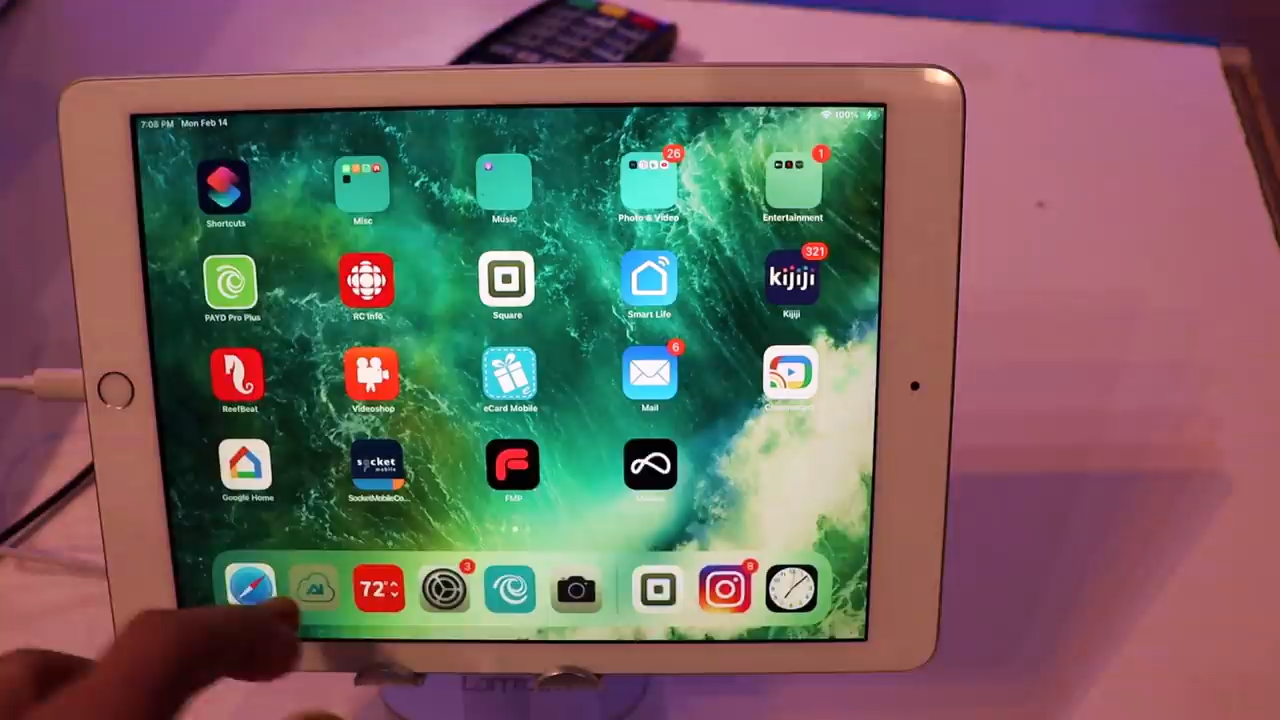 7:08 PM Mon Feb 14
100%
26
1
Shortcuts
Misc
Music
Photo & Video
Entertainment
321
kijiji
PAYD Pro Plus
RC Info
Square
Smart Life
Kijiji
6
ReefBeat
Videoshop
eCard Mobile
Mail
socket
mobile
Google Home
SocketMobileCo...
FMP
3
8
AI
72°